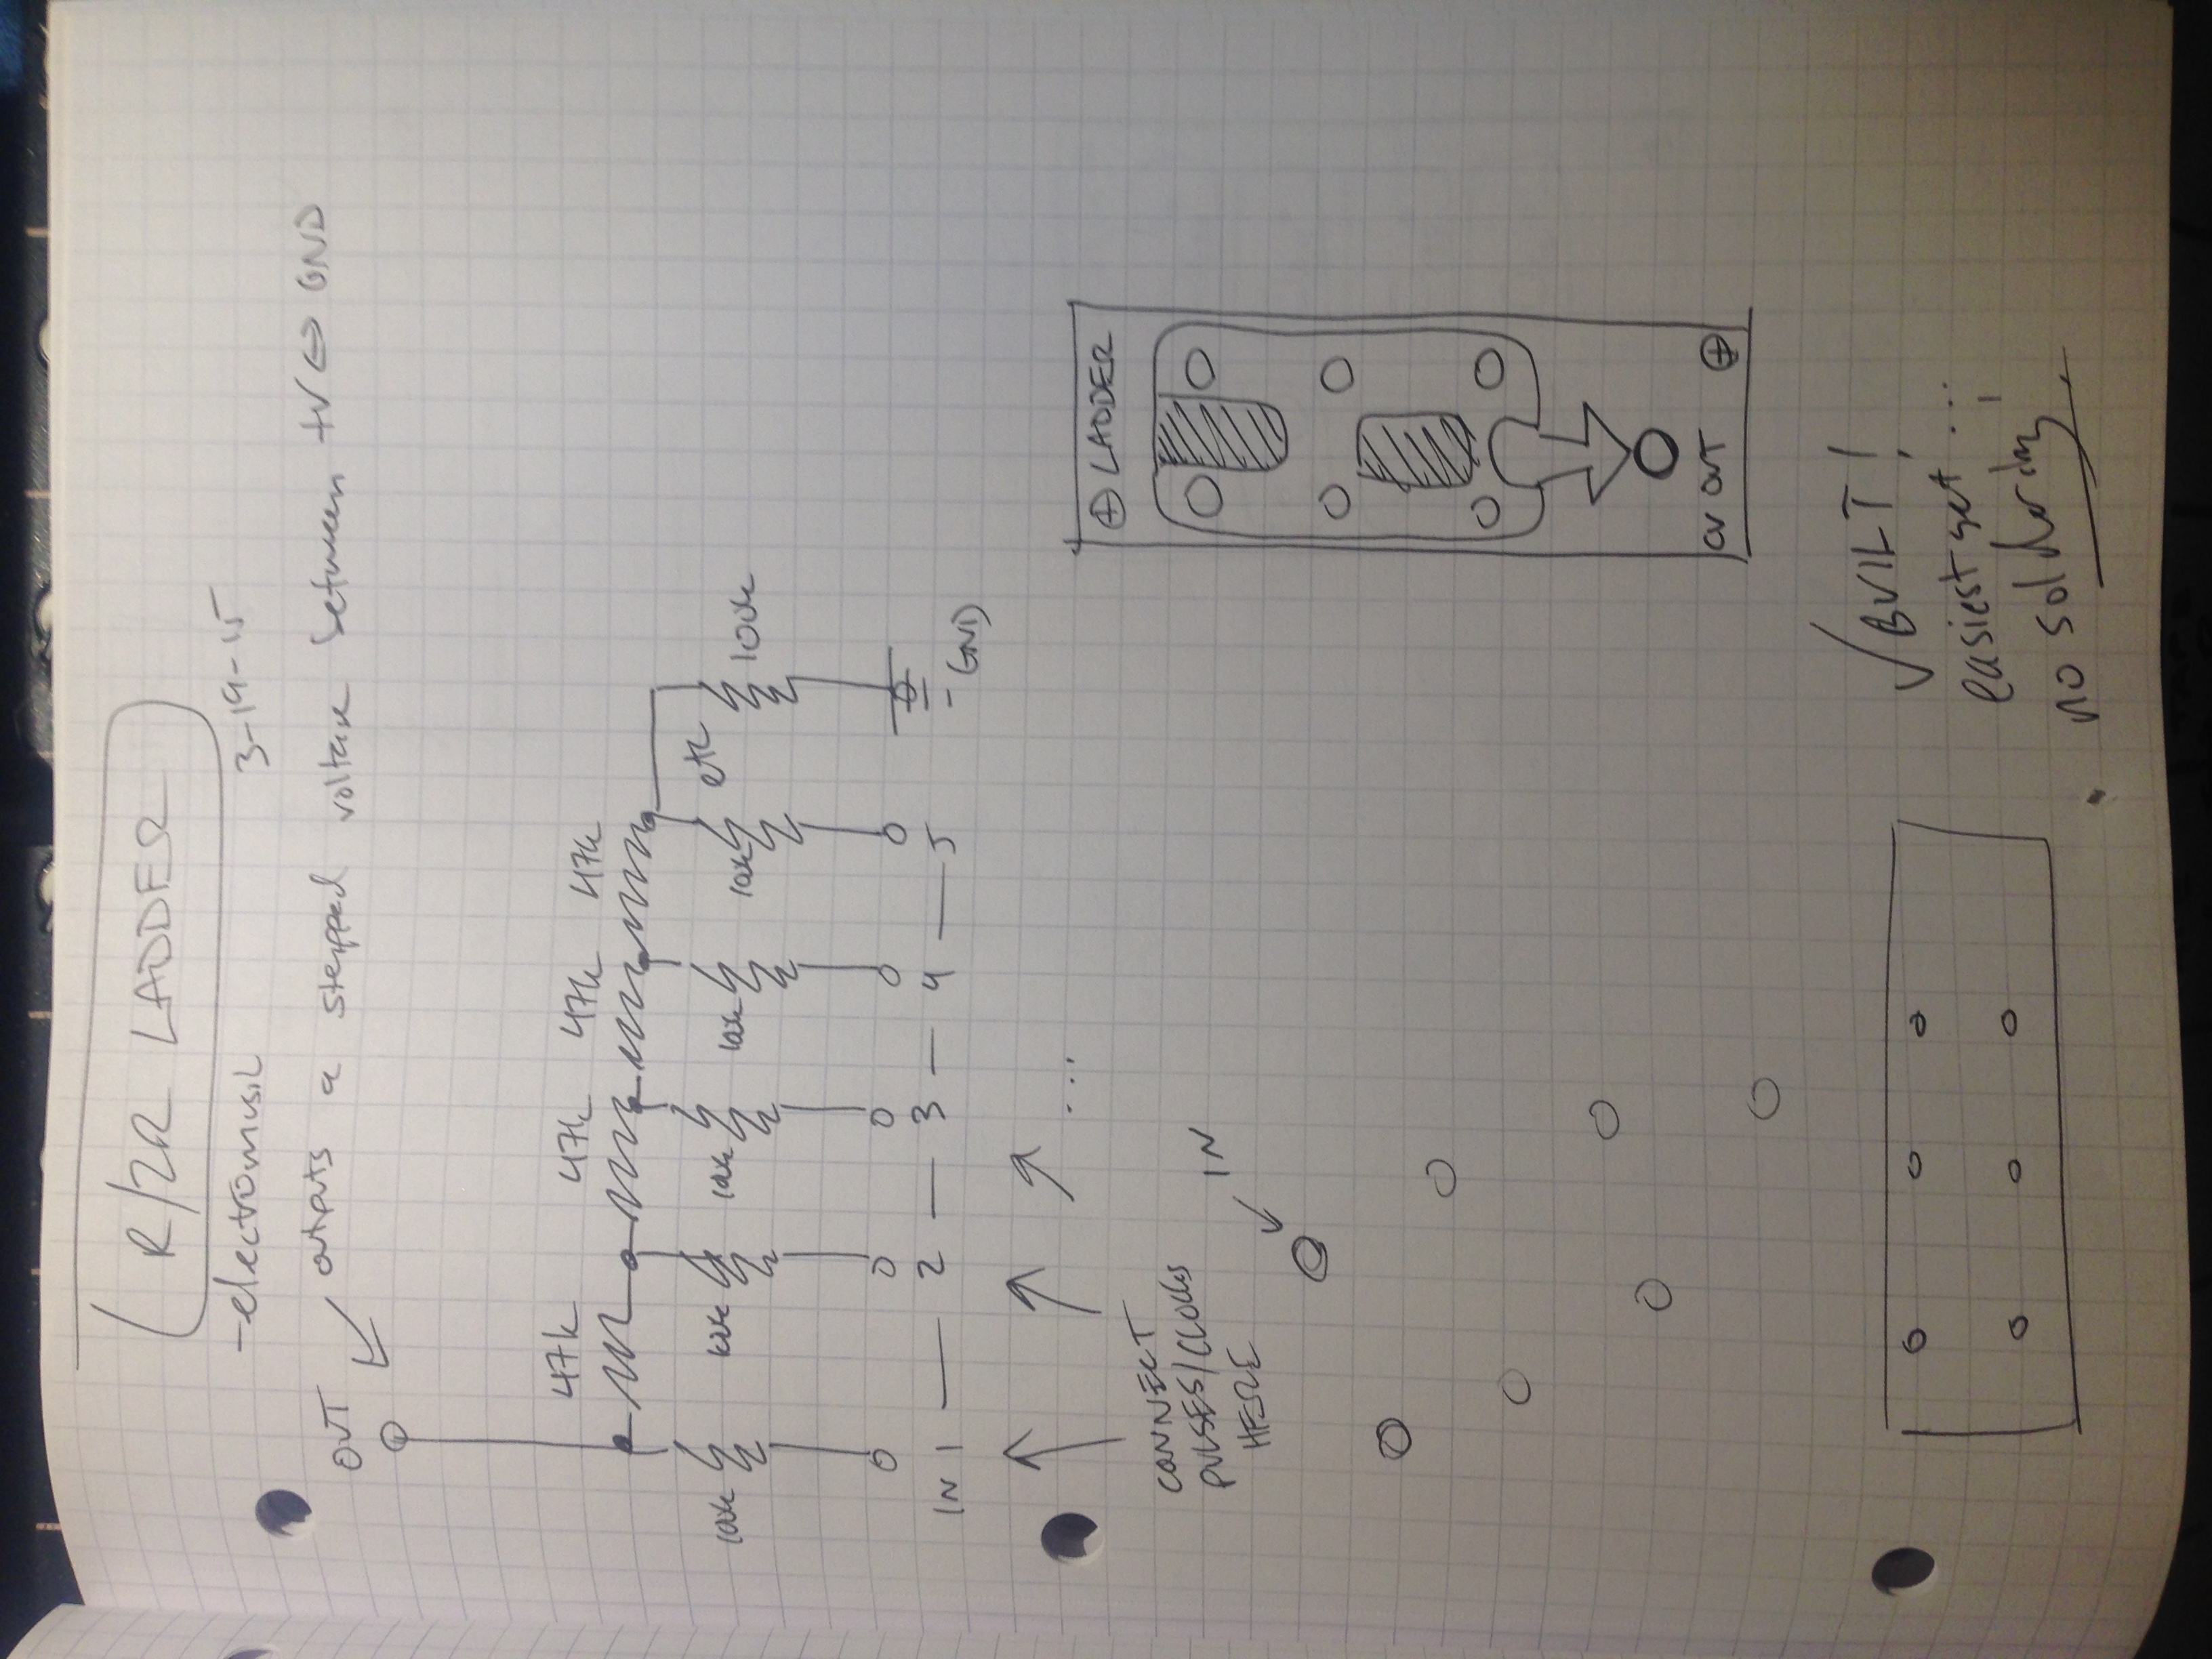 R/2R LADDER
-electromusic 3-19-15
OUT outputs a stepped voltage between +V ⇔ GND
47k 47k 47k 47k
100k 100k 100k 100k 100k etc 100k
IN 1 — 2 — 3 — 4 — 5
GND
...
CONNECT
PULSES/CLOCKS
HERE
IN
LADDER
CV OUT
✓BUILT!
easiest yet ...
no soldering!